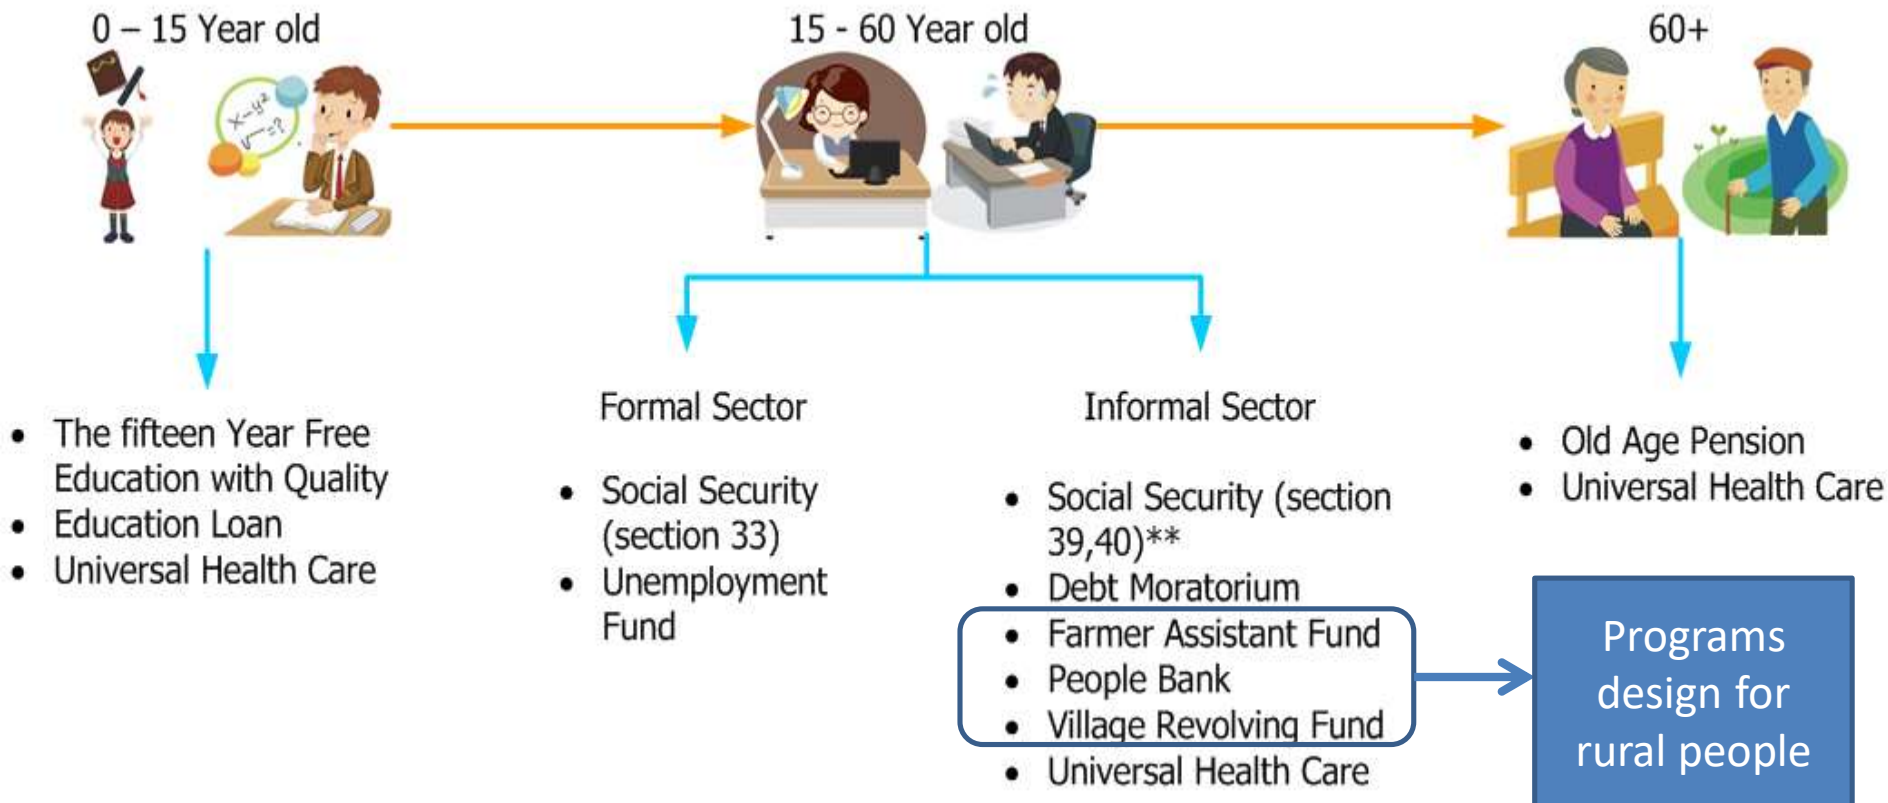 0 – 15 Year old
15 - 60 Year old
60+
x-y²
√‾=?
• The fifteen Year Free
Education with Quality
• Education Loan
• Universal Health Care
Formal Sector
• Social Security
(section 33)
• Unemployment
Fund
Informal Sector
• Social Security (section
39,40)**
• Debt Moratorium
• Farmer Assistant Fund
• People Bank
• Village Revolving Fund
• Universal Health Care
• Old Age Pension
• Universal Health Care
Programs
design for
rural people